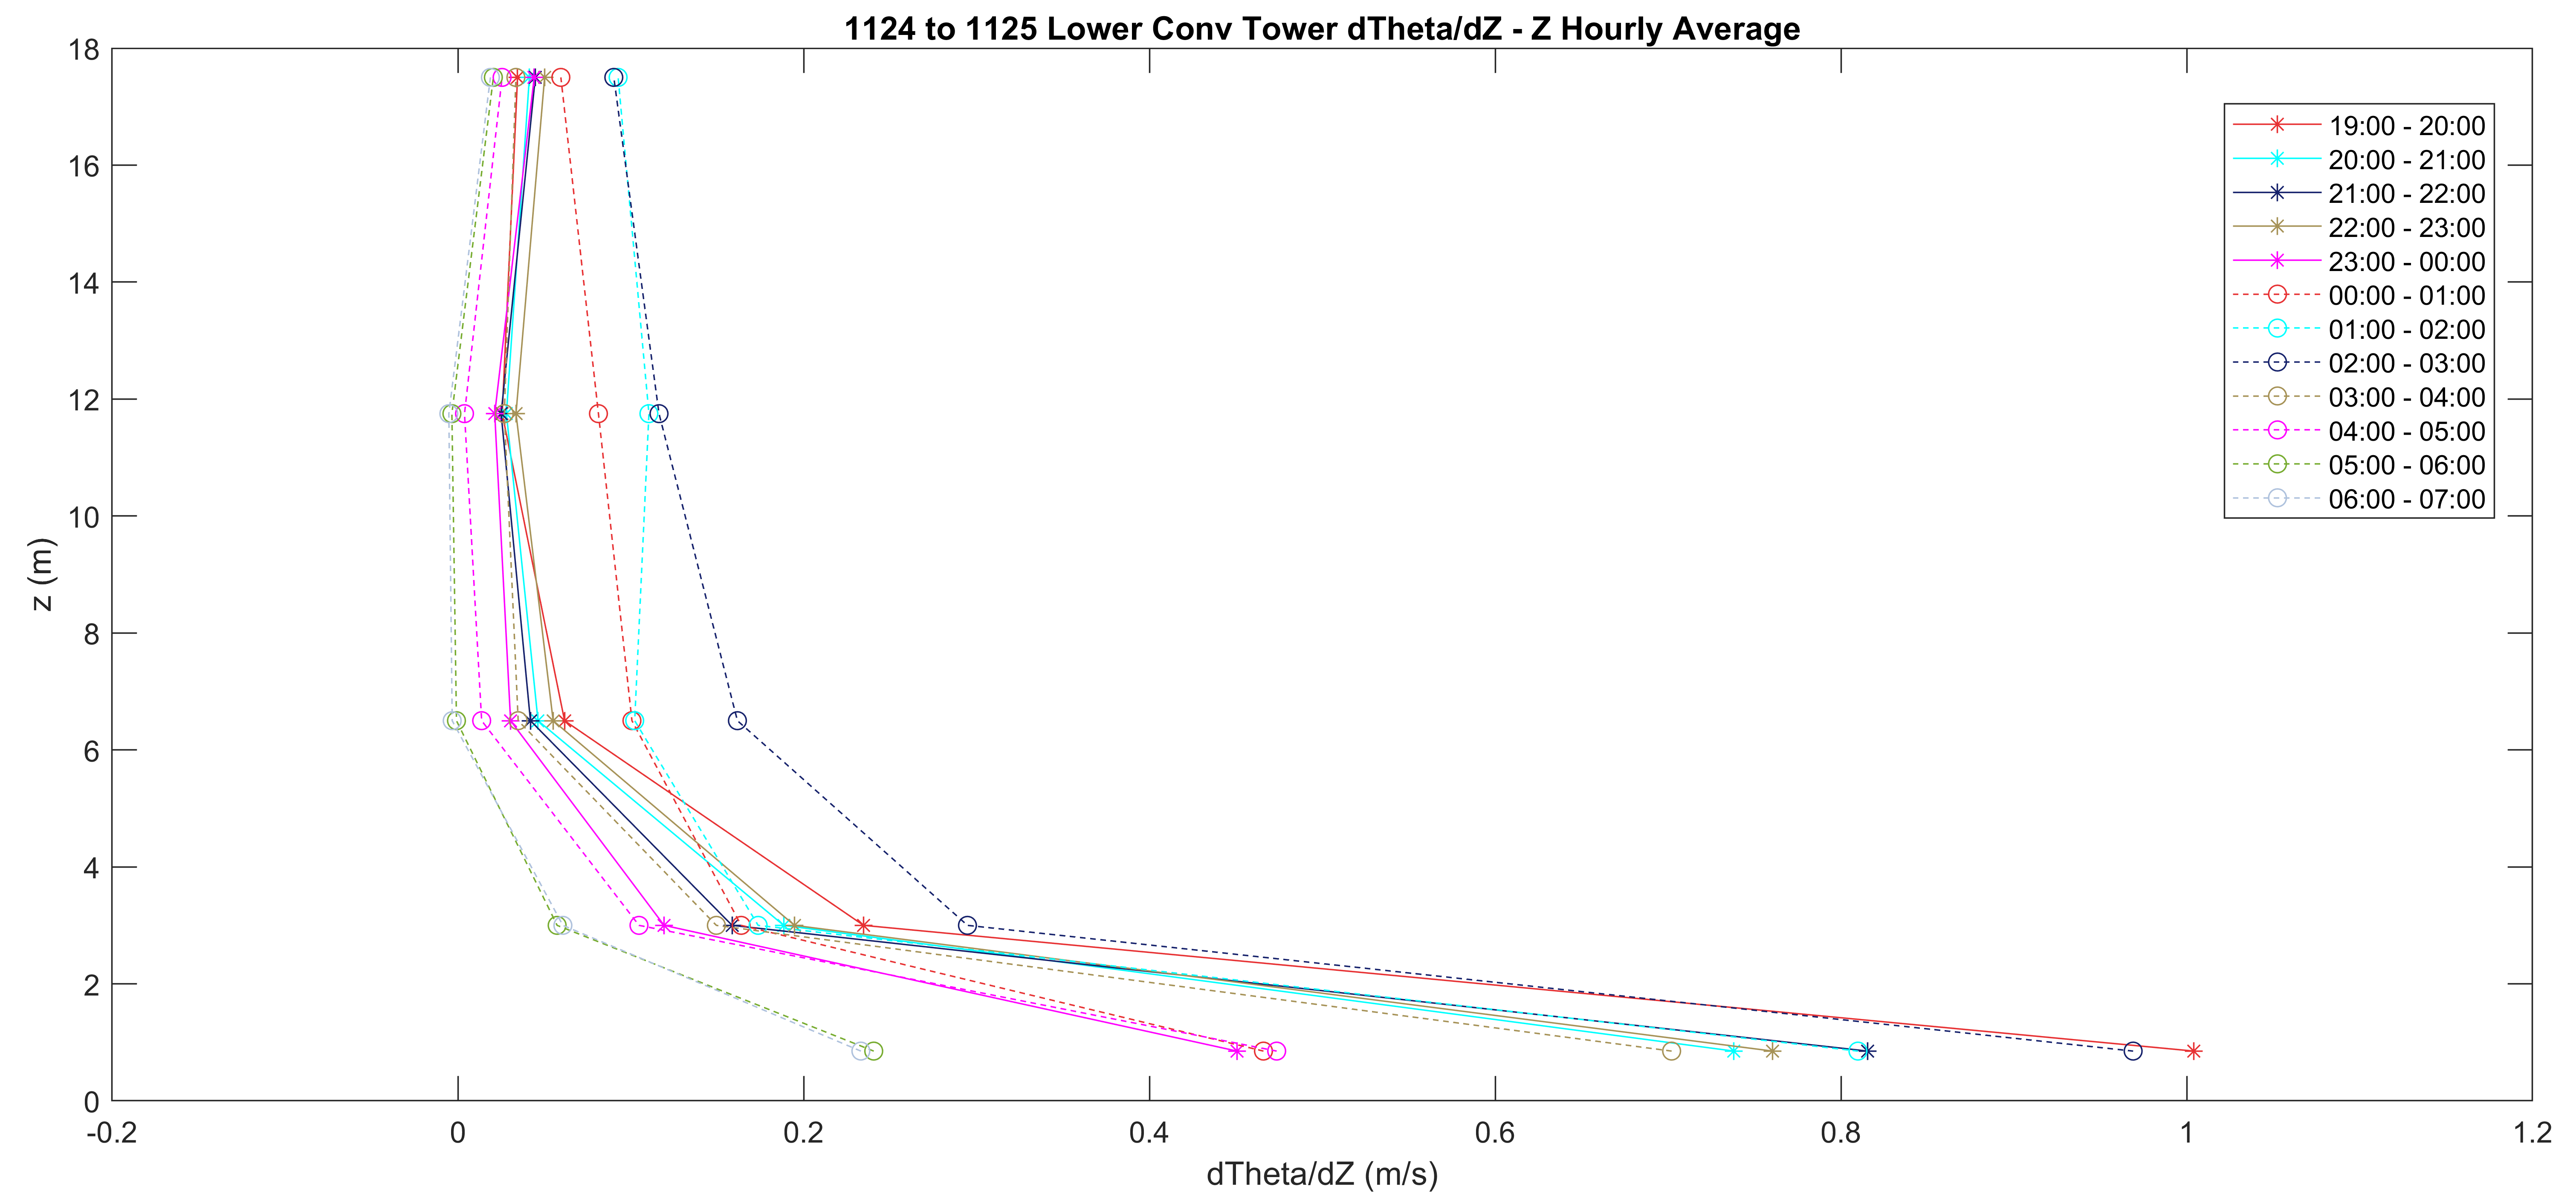 1124 to 1125 Lower Conv Tower dTheta/dZ - Z Hourly Average
18
16
14
12
10
8
6
4
2
0
z (m)
-0.2 0 0.2 0.4 0.6 0.8 1 1.2
dTheta/dZ (m/s)
19:00 - 20:00
20:00 - 21:00
21:00 - 22:00
22:00 - 23:00
23:00 - 00:00
00:00 - 01:00
01:00 - 02:00
02:00 - 03:00
03:00 - 04:00
04:00 - 05:00
05:00 - 06:00
06:00 - 07:00